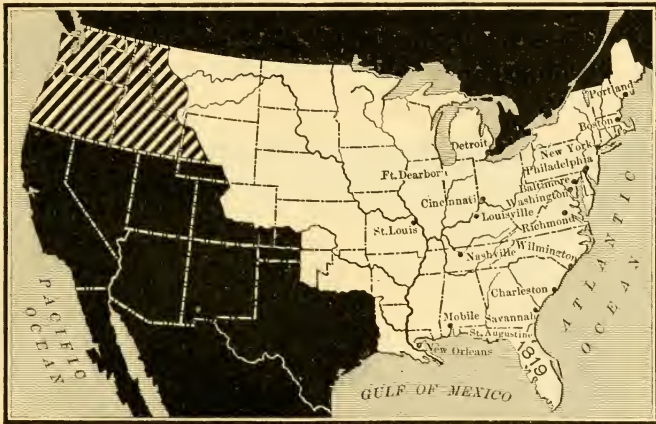 Portland
Boston
Detroit
New York
Philadelphia
Ft. Dearbor
Baltimore
Cincinnati
Washington
Louisville
St. Louis
Richmond
Nashville
Wilmington
Charleston
Mobile
Savannah
St. Augustine
New Orleans
1819
PACIFIC
OCEAN
ATLANTIC
OCEAN
GULF OF MEXICO